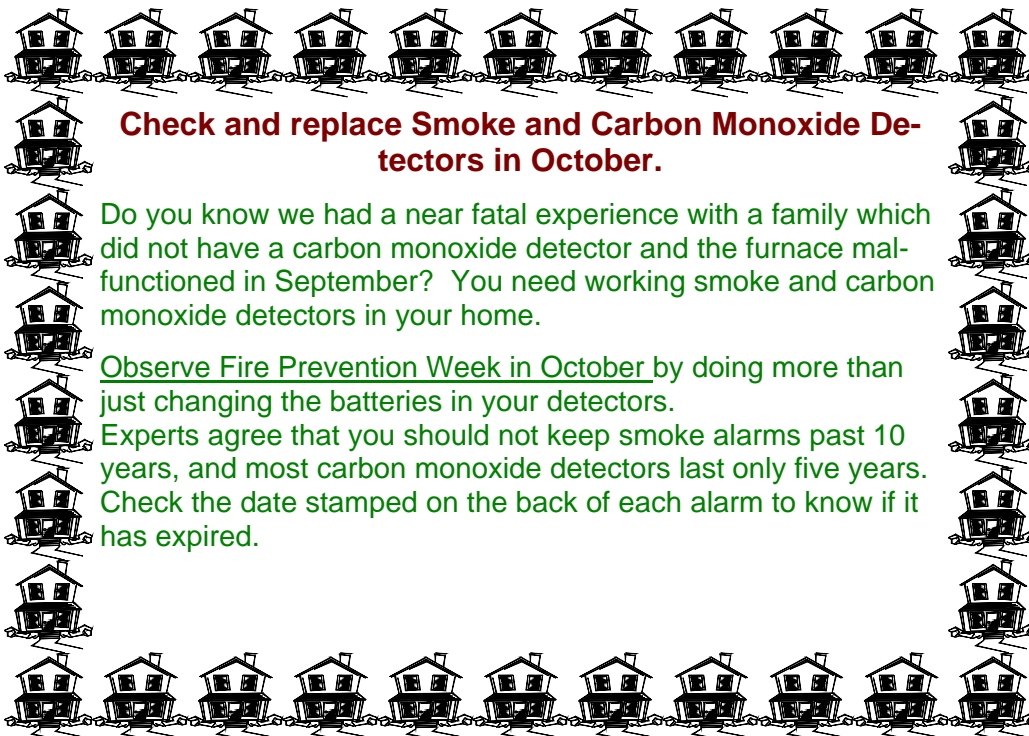 Check and replace Smoke and Carbon Monoxide De-
tectors in October.
Do you know we had a near fatal experience with a family which
did not have a carbon monoxide detector and the furnace mal-
functioned in September?  You need working smoke and carbon
monoxide detectors in your home.
Observe Fire Prevention Week in October by doing more than
just changing the batteries in your detectors.
Experts agree that you should not keep smoke alarms past 10
years, and most carbon monoxide detectors last only five years.
Check the date stamped on the back of each alarm to know if it
has expired.